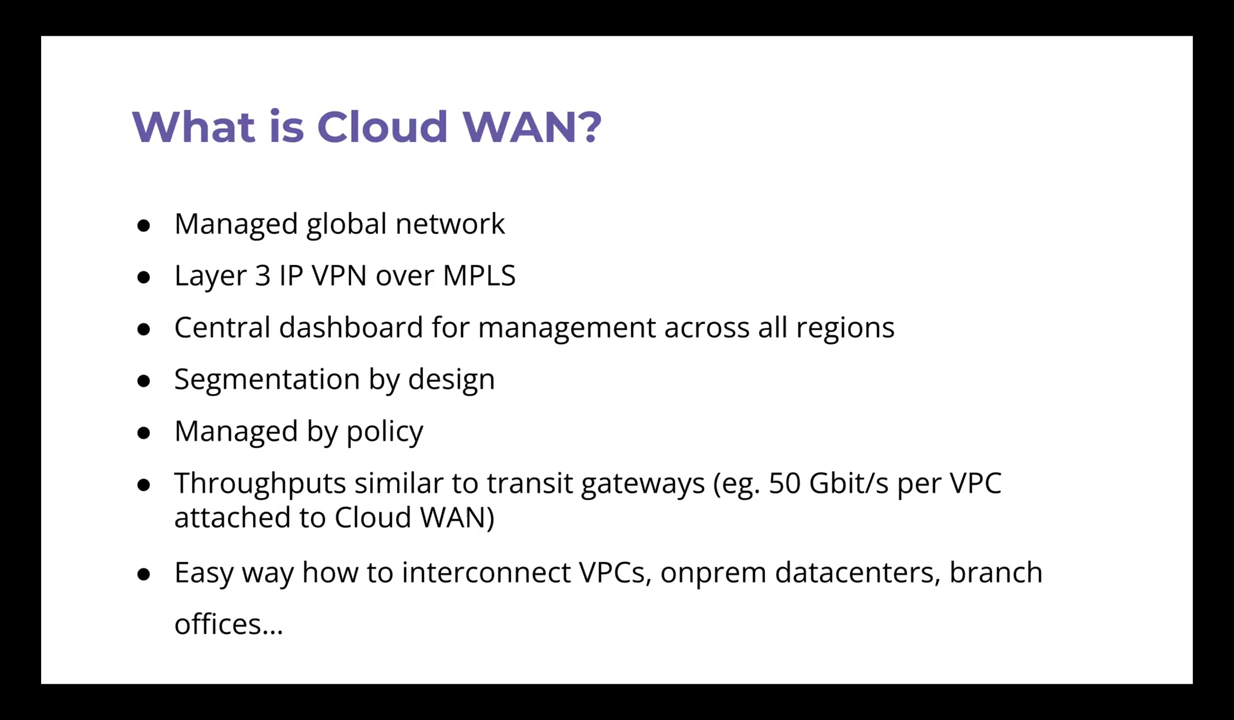 What is Cloud WAN?
● Managed global network
● Layer 3 IP VPN over MPLS
● Central dashboard for management across all regions
● Segmentation by design
● Managed by policy
● Throughputs similar to transit gateways (eg. 50 Gbit/s per VPC
attached to Cloud WAN)
● Easy way how to interconnect VPCs, onprem datacenters, branch
offices...